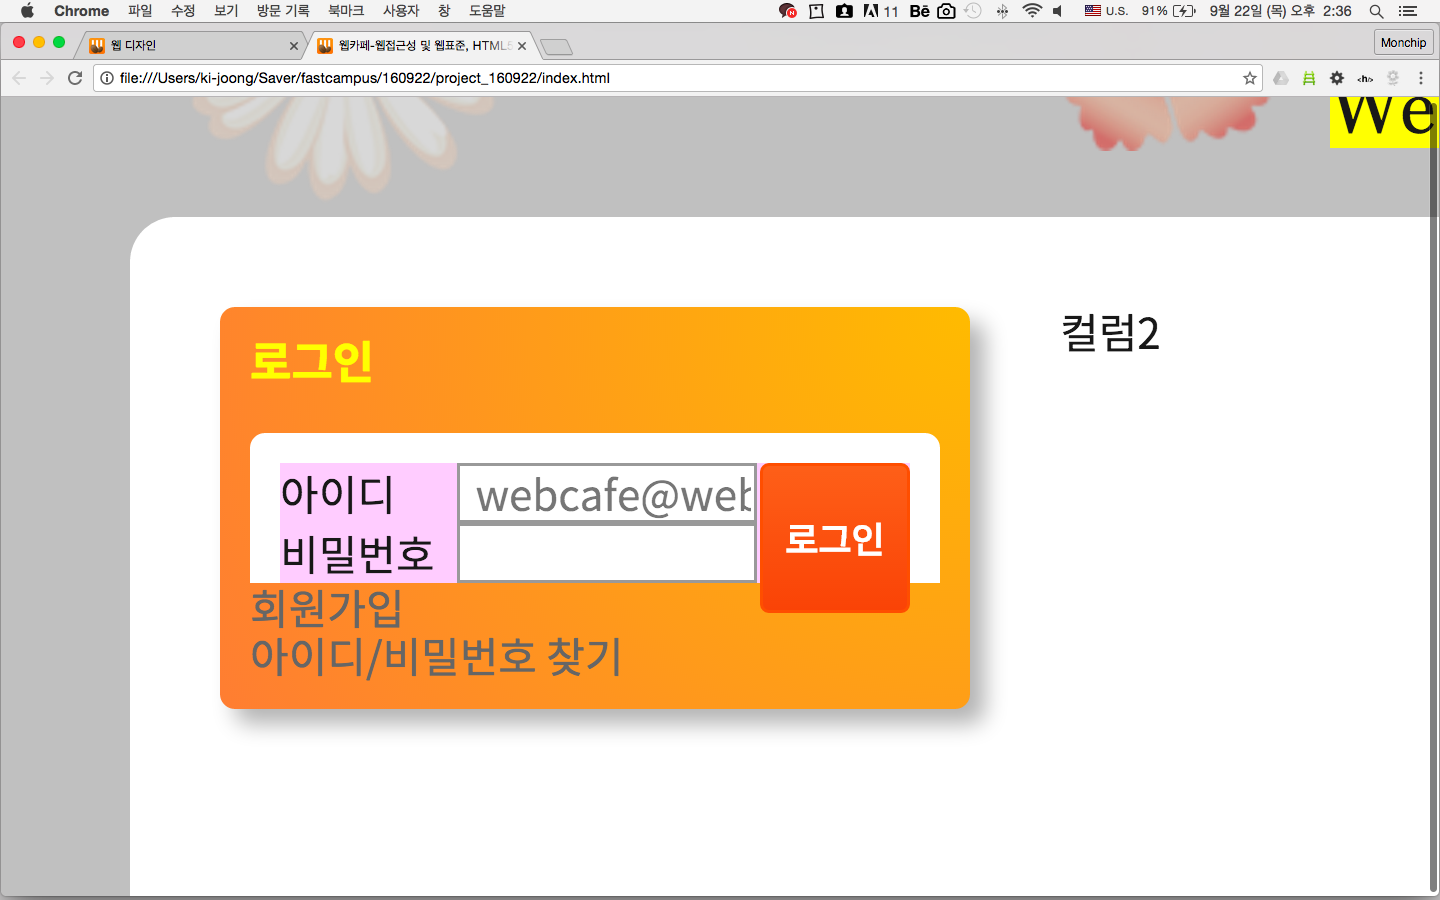 Chrome 파일 수정 보기 방문 기록 북마크 사용자 창 도움말 11 Bē U.S. 91% 9월 22일 (목) 오후 2:36
웹 디자인 웹카페-웹접근성 및 웹표준, HTML5 Monchip
file:///Users/ki-joong/Saver/fastcampus/160922/project_160922/index.html
We
컬럼2
로그인
아이디 webcafe@web
비밀번호
로그인
회원가입
아이디/비밀번호 찾기